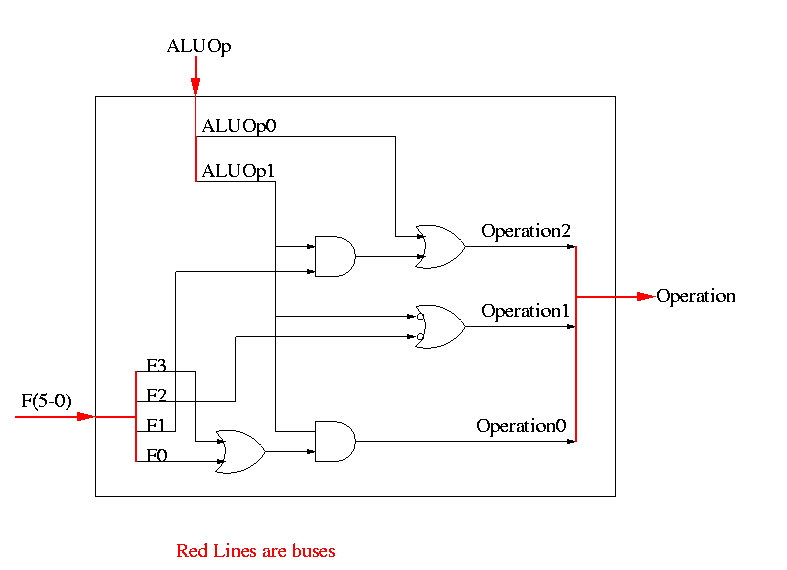 ALUOp
ALUOp0
ALUOp1
Operation2
Operation
Operation1
F3
F2
F(5-0)
F1
Operation0
F0
Red Lines are buses